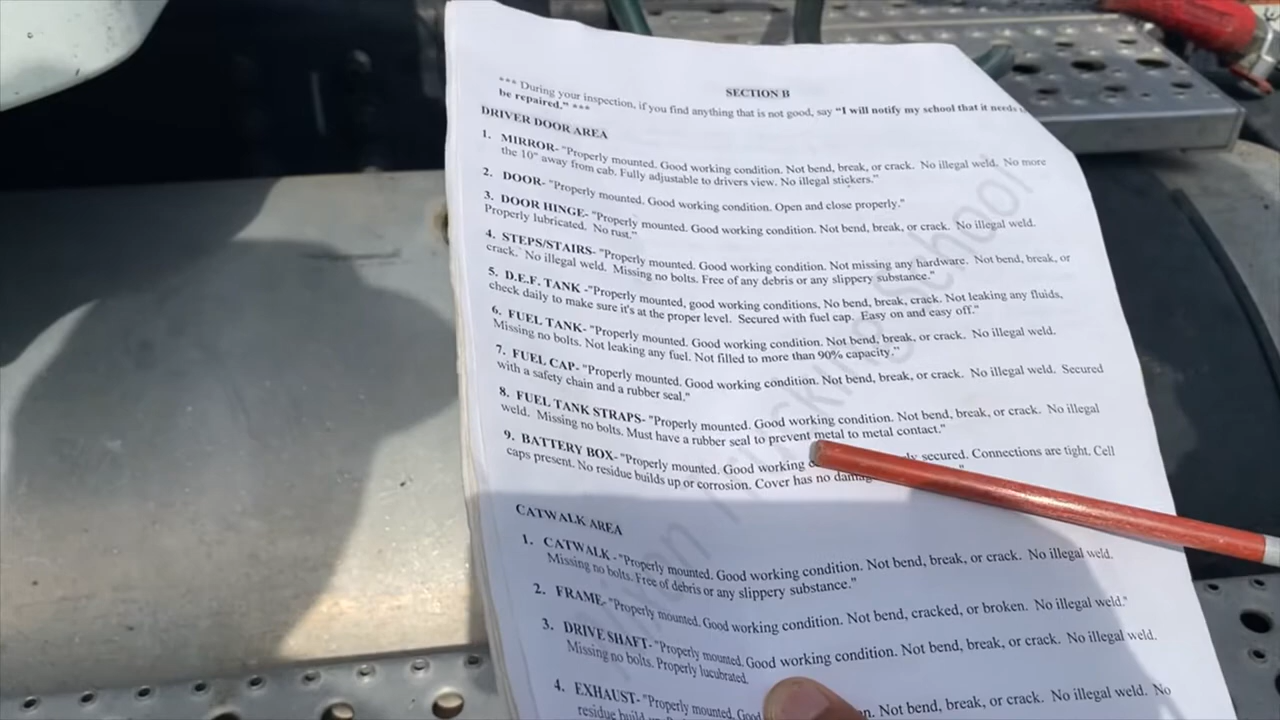 SECTION B
*** During your inspection, if you find anything that is not good, say "I will notify my school that it needs
be repaired." ***
DRIVER DOOR AREA
1. MIRROR- "Properly mounted. Good working condition. Not bend, break, or crack. No illegal weld. No more
the 10" away from cab. Fully adjustable to drivers view. No illegal stickers."
2. DOOR- "Properly mounted. Good working condition. Open and close properly."
3. DOOR HINGE- "Properly mounted. Good working condition. Not bend, break, or crack. No illegal weld.
Properly lubricated. No rust."
4. STEPS/STAIRS- "Properly mounted. Good working condition. Not missing any hardware. Not bend, break, or
crack. No illegal weld. Missing no bolts. Free of any debris or any slippery substance."
5. D.E.F. TANK -"Properly mounted, good working conditions, No bend, break, crack. Not leaking any fluids,
check daily to make sure it's at the proper level. Secured with fuel cap. Easy on and easy off."
6. FUEL TANK- "Properly mounted. Good working condition. Not bend, break, or crack. No illegal weld.
Missing no bolts. Not leaking any fuel. Not filled to more than 90% capacity."
7. FUEL CAP- "Properly mounted. Good working condition. Not bend, break, or crack. No illegal weld. Secured
with a safety chain and a rubber seal."
8. FUEL TANK STRAPS- "Properly mounted. Good working condition. Not bend, break, or crack. No illegal
weld. Missing no bolts. Must have a rubber seal to prevent metal to metal contact."
9. BATTERY BOX- "Properly mounted. Good working secured. Connections are tight, Cell
caps present. No residue builds up or corrosion. Cover has no
CATWALK AREA
1. CATWALK -"Properly mounted. Good working condition. Not bend, break, or crack. No illegal weld.
Missing no bolts. Free of debris or any slippery substance."
2. FRAME- "Properly mounted. Good working condition. Not bend, cracked, or broken. No illegal weld."
3. DRIVE SHAFT- "Properly mounted. Good working condition. Not bend, break, or crack. No illegal weld.
Missing no bolts. Properly lucubrated.
4. EXHAUST- "Properly mounted. Good Not bend, break, or crack. No illegal weld. No
residue build
Trucking School